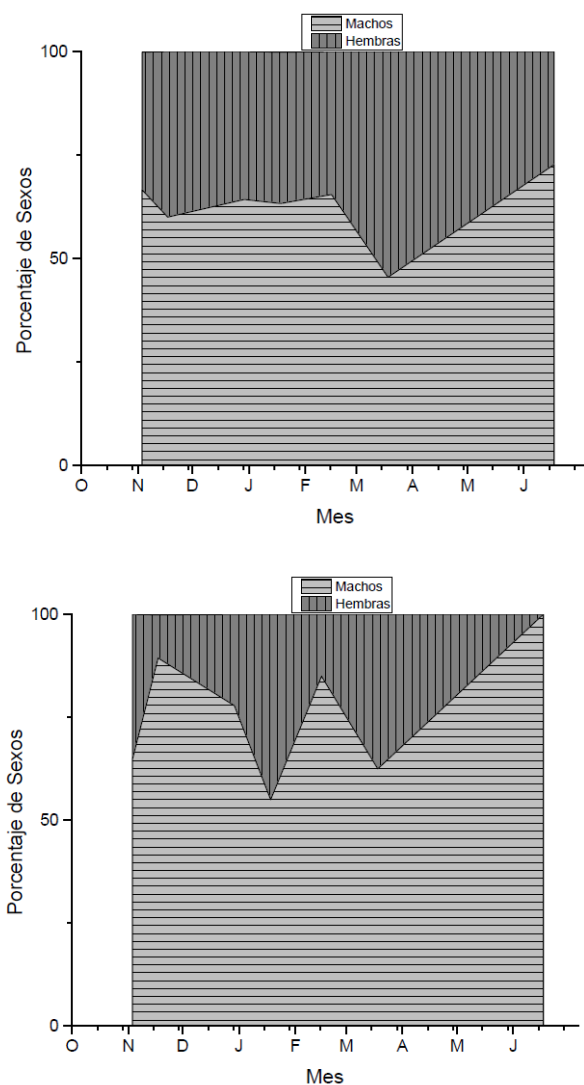 Machos
Hembras
100
50
0
Porcentaje de Sexos
O N D J F M A M J
Mes
Machos
Hembras
100
50
0
Porcentaje de Sexos
O N D J F M A M J
Mes